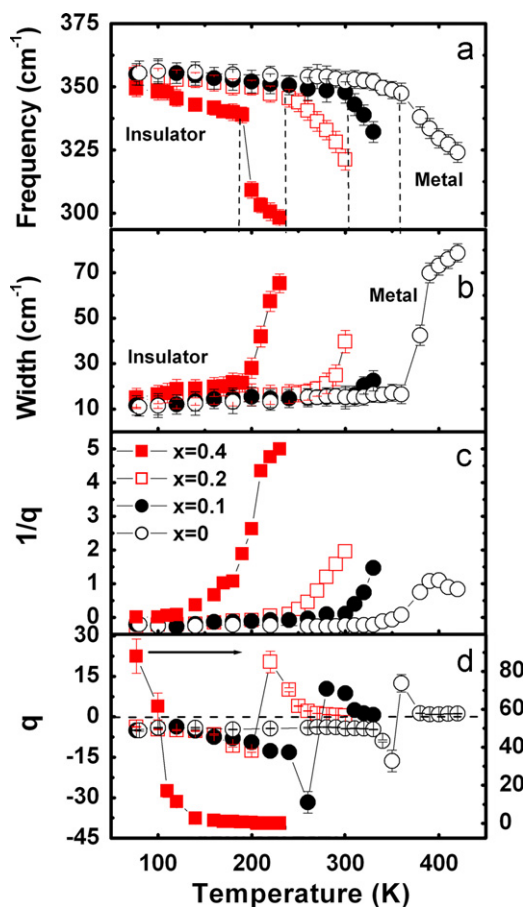 a
Frequency (cm⁻¹)
375
350
325
300
Insulator
Metal
b
Width (cm⁻¹)
70
50
30
10
Insulator
Metal
c
1/q
5
4
3
2
1
0
x=0.4
x=0.2
x=0.1
x=0
d
q
30
15
0
-15
-30
-45
80
60
40
20
0
100
200
300
400
Temperature (K)